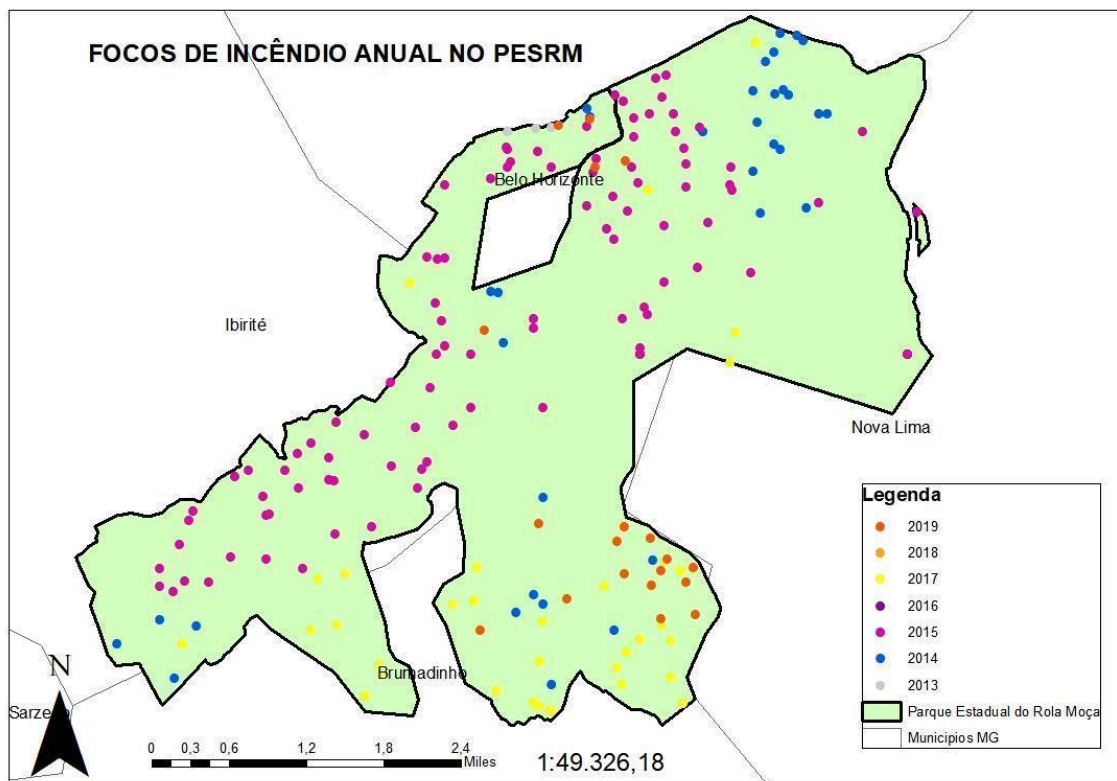 FOCOS DE INCÊNDIO ANUAL NO PESRM
Belo Horizonte
Ibirité
Nova Lima
Legenda
2019
2018
2017
2016
2015
2014
2013
Parque Estadual do Rola Moça
Municipios MG
Brumadinho
N
0 0,3 0,6 1,2 1,8 2,4
Miles
1:49.326,18